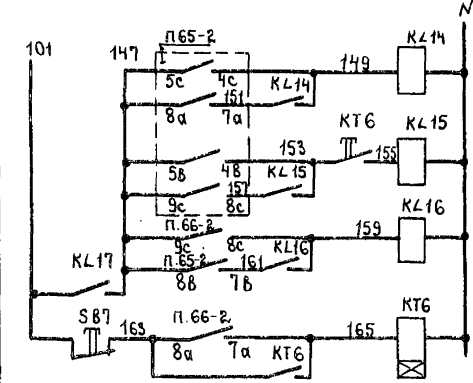 N
П.65-2
KL14
101
147
I
5c
4c
149
KL14
8a
151
7a
KT6
KL15
5в
4в
153
155
9c
157
8c
KL15
П.66-2
9c
8c
159
KL16
П.65-2
161
KL16
8в
7в
KL17
SB7
163
П.66-2
165
KT6
8a
7a
KT6